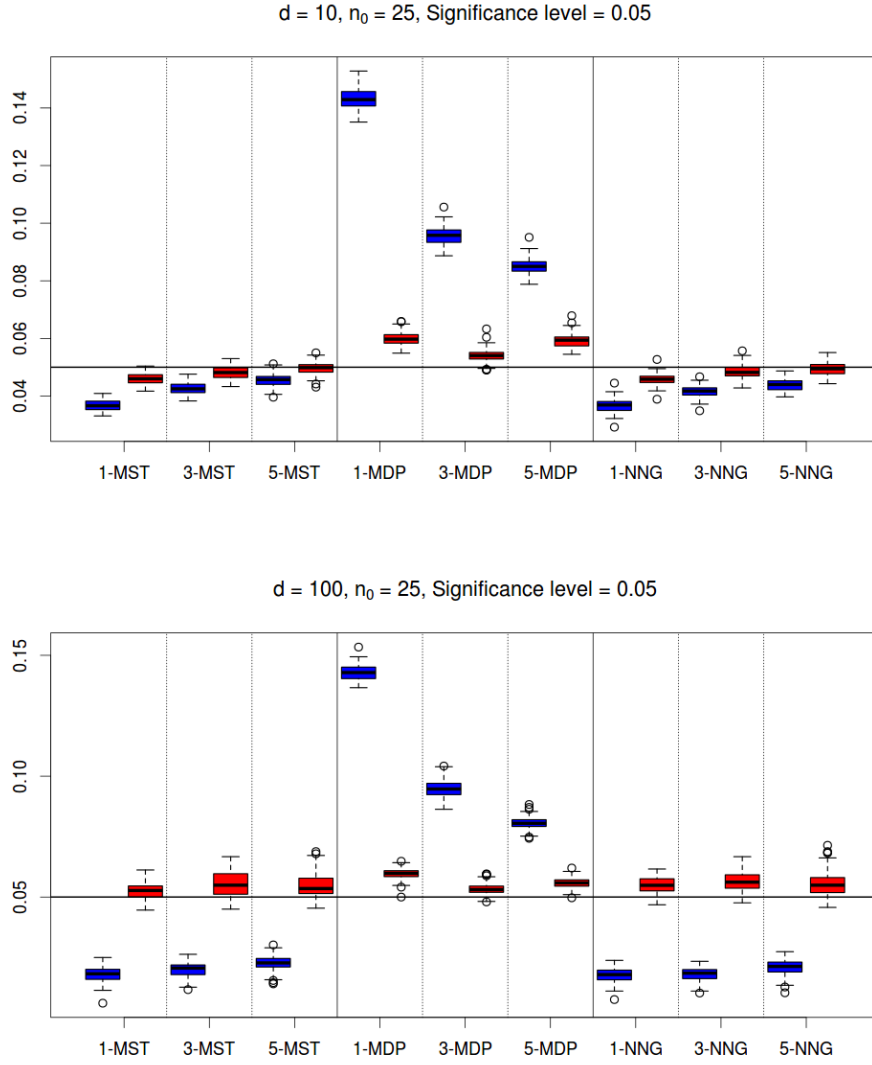 d = 10, n₀ = 25, Significance level = 0.05
0.14
0.12
0.10
0.08
0.06
0.04
1-MST 3-MST 5-MST 1-MDP 3-MDP 5-MDP 1-NNG 3-NNG 5-NNG
d = 100, n₀ = 25, Significance level = 0.05
0.15
0.10
0.05
1-MST 3-MST 5-MST 1-MDP 3-MDP 5-MDP 1-NNG 3-NNG 5-NNG